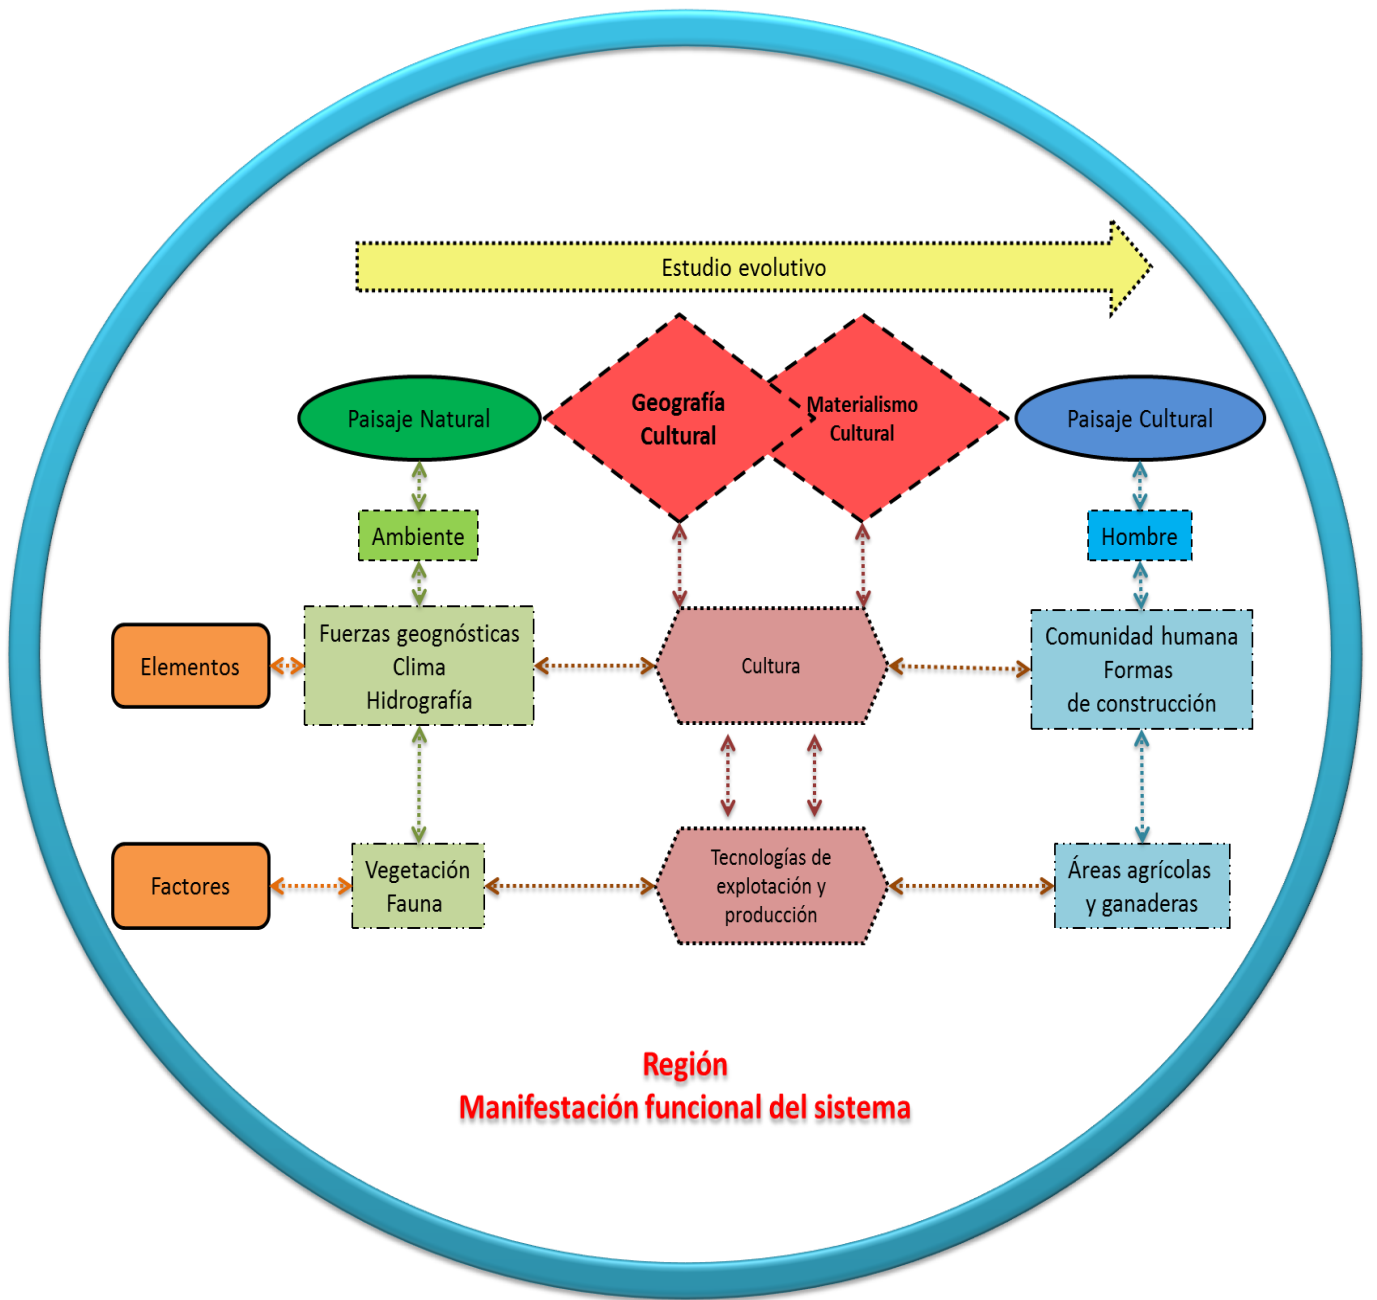 Estudio evolutivo
Paisaje Natural
Geografía
Cultural
Materialismo
Cultural
Paisaje Cultural
Ambiente
Hombre
Elementos
Fuerzas geognósticas
Clima
Hidrografía
Cultura
Comunidad humana
Formas
de construcción
Factores
Vegetación
Fauna
Tecnologías de
explotación y
producción
Áreas agrícolas
y ganaderas
Región
Manifestación funcional del sistema